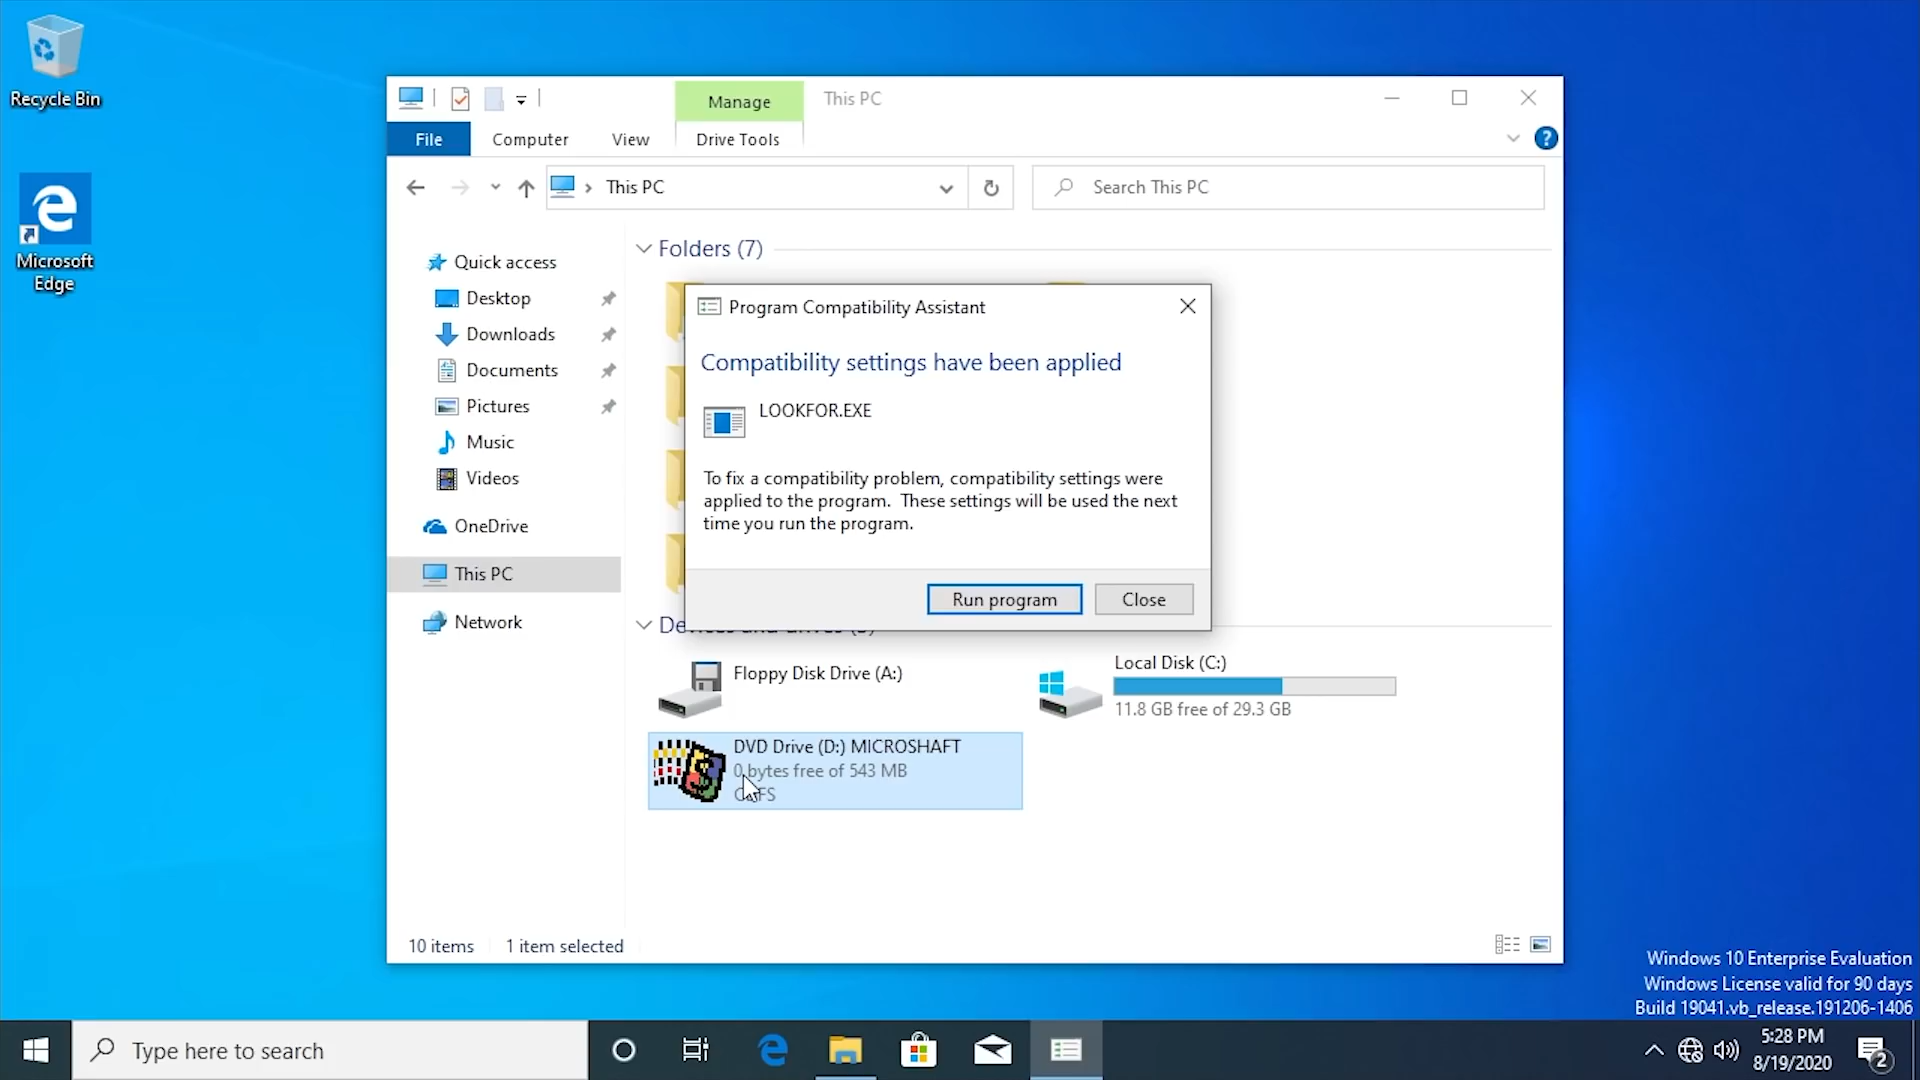 Recycle Bin
Microsoft
Edge
Manage
This PC
File
Computer
View
Drive Tools
This PC
Search This PC
Quick access
Desktop
Downloads
Documents
Pictures
Music
Videos
OneDrive
This PC
Network
Folders (7)
Program Compatibility Assistant
Compatibility settings have been applied
LOOKFOR.EXE
To fix a compatibility problem, compatibility settings were
applied to the program. These settings will be used the next
time you run the program.
Run program
Close
Floppy Disk Drive (A:)
Local Disk (C:)
11.8 GB free of 29.3 GB
DVD Drive (D:) MICROSHAFT
0 bytes free of 543 MB
10 items
1 item selected
Windows 10 Enterprise Evaluation
Windows License valid for 90 days
Build 19041.vb_release.191206-1406
Type here to search
5:28 PM
8/19/2020
2